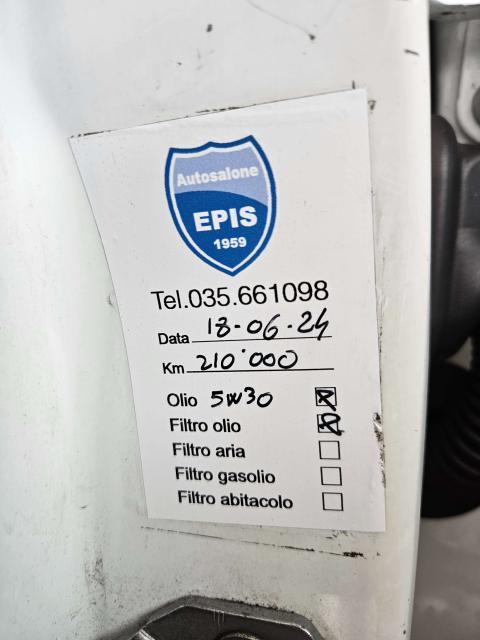 Autosalone
EPIS
1959
Tel.035.661098
Data 18-06-24
Km 210'000
Olio 5W30
Filtro olio
Filtro aria
Filtro gasolio
Filtro abitacolo